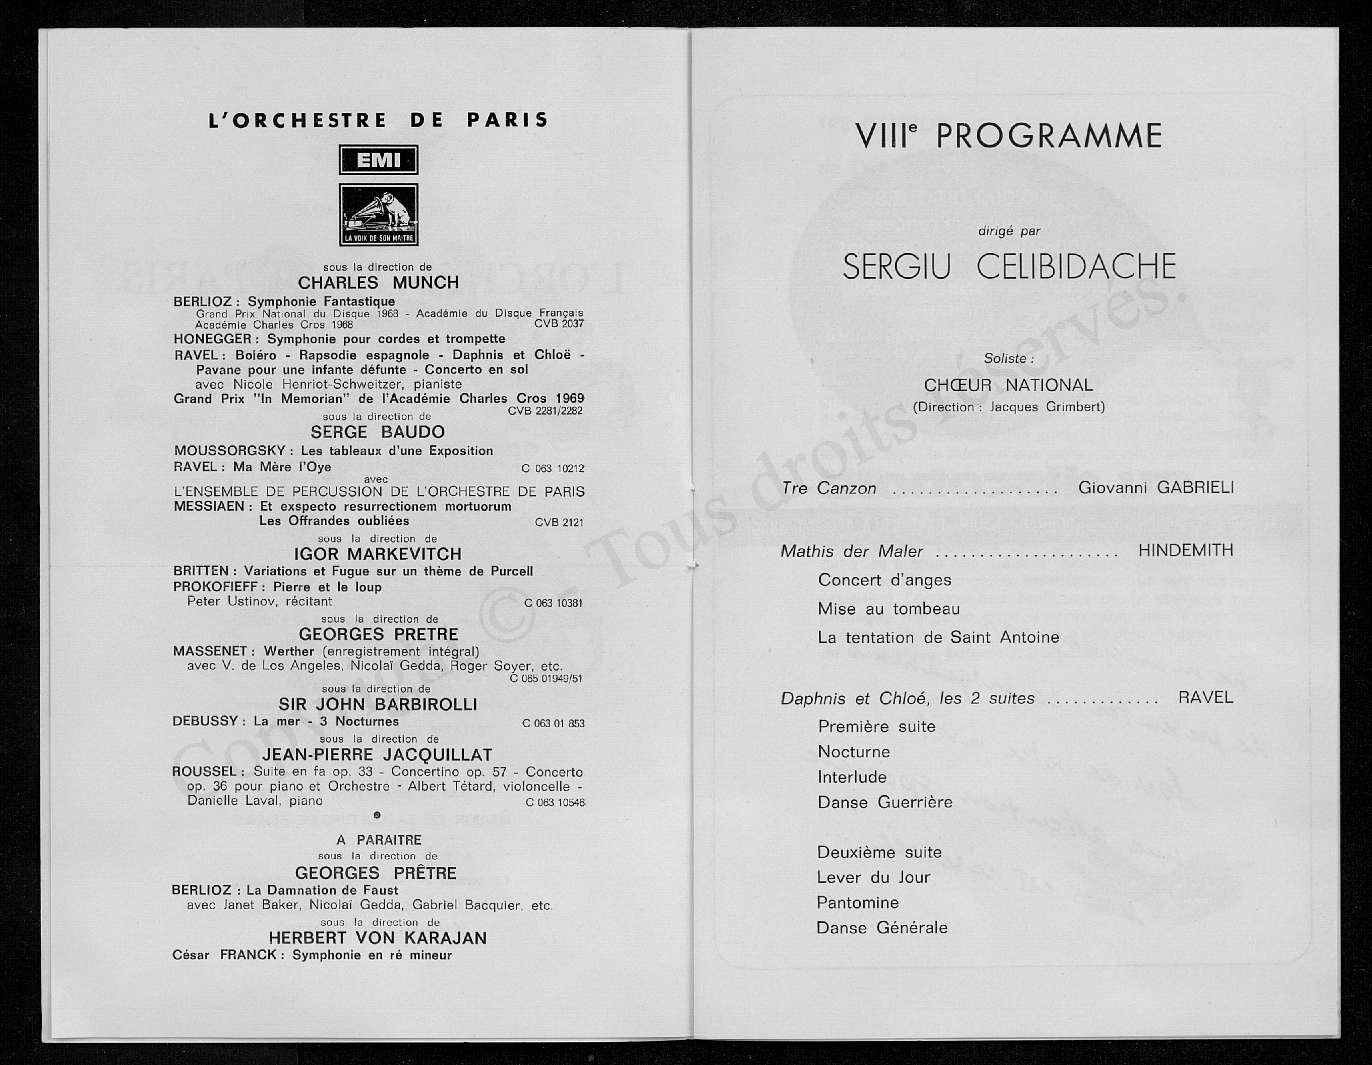 L'ORCHESTRE DE PARIS
EMI
LA VOIX DE SON MAITRE
sous la direction de
CHARLES MUNCH
BERLIOZ : Symphonie Fantastique
Grand Prix National du Disque 1968 - Académie du Disque Français
Académie Charles Cros 1968 CVB 2037
HONEGGER : Symphonie pour cordes et trompette
RAVEL : Boléro - Rapsodie espagnole - Daphnis et Chloë -
Pavane pour une infante défunte - Concerto en sol
avec Nicole Henriot-Schweitzer, pianiste
Grand Prix "In Memorian" de l'Académie Charles Cros 1969
CVB 2281/2282
sous la direction de
SERGE BAUDO
MOUSSORGSKY : Les tableaux d'une Exposition
RAVEL : Ma Mère l'Oye C 063 10212
avec
L'ENSEMBLE DE PERCUSSION DE L'ORCHESTRE DE PARIS
MESSIAEN : Et exspecto resurrectionem mortuorum
Les Offrandes oubliées CVB 2121
sous la direction de
IGOR MARKEVITCH
BRITTEN : Variations et Fugue sur un thème de Purcell
PROKOFIEFF : Pierre et le loup
Peter Ustinov, récitant C 063 10381
sous la direction de
GEORGES PRETRE
MASSENET : Werther (enregistrement intégral)
avec V. de Los Angeles, Nicolaï Gedda, Roger Soyer, etc.
C 065 01949/51
sous la direction de
SIR JOHN BARBIROLLI
DEBUSSY : La mer - 3 Nocturnes C 063 01 853
sous la direction de
JEAN-PIERRE JACQUILLAT
ROUSSEL : Suite en fa op. 33 - Concertino op. 57 - Concerto
op. 36 pour piano et Orchestre - Albert Tétard, violoncelle -
Danielle Laval, piano C 063 10546
A PARAITRE
sous la direction de
GEORGES PRÊTRE
BERLIOZ : La Damnation de Faust
avec Janet Baker, Nicolaï Gedda, Gabriel Bacquier, etc.
sous la direction de
HERBERT VON KARAJAN
César FRANCK : Symphonie en ré mineur
VIIIe PROGRAMME
dirigé par
SERGIU CELIBIDACHE
Soliste :
CHŒUR NATIONAL
(Direction : Jacques Grimbert)
Tre Canzon ................... Giovanni GABRIELI
Mathis der Maler ..................... HINDEMITH
Concert d'anges
Mise au tombeau
La tentation de Saint Antoine
Daphnis et Chloé, les 2 suites ............. RAVEL
Première suite
Nocturne
Interlude
Danse Guerrière
Deuxième suite
Lever du Jour
Pantomine
Danse Générale
© - Tous droits réservés.